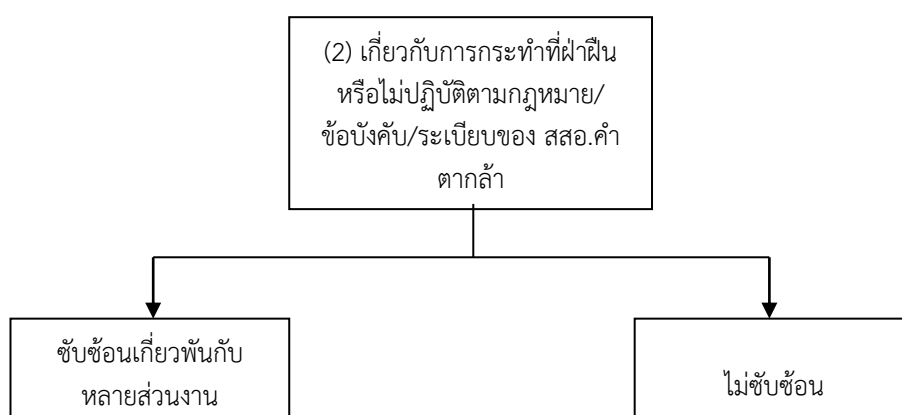 (2) เกี่ยวกับการกระทำที่ฝ่าฝืน
หรือไม่ปฏิบัติตามกฎหมาย/
ข้อบังคับ/ระเบียบของ สสอ.คำ
ตากล้า
ซับซ้อนเกี่ยวพันกับ
หลายส่วนงาน
ไม่ซับซ้อน